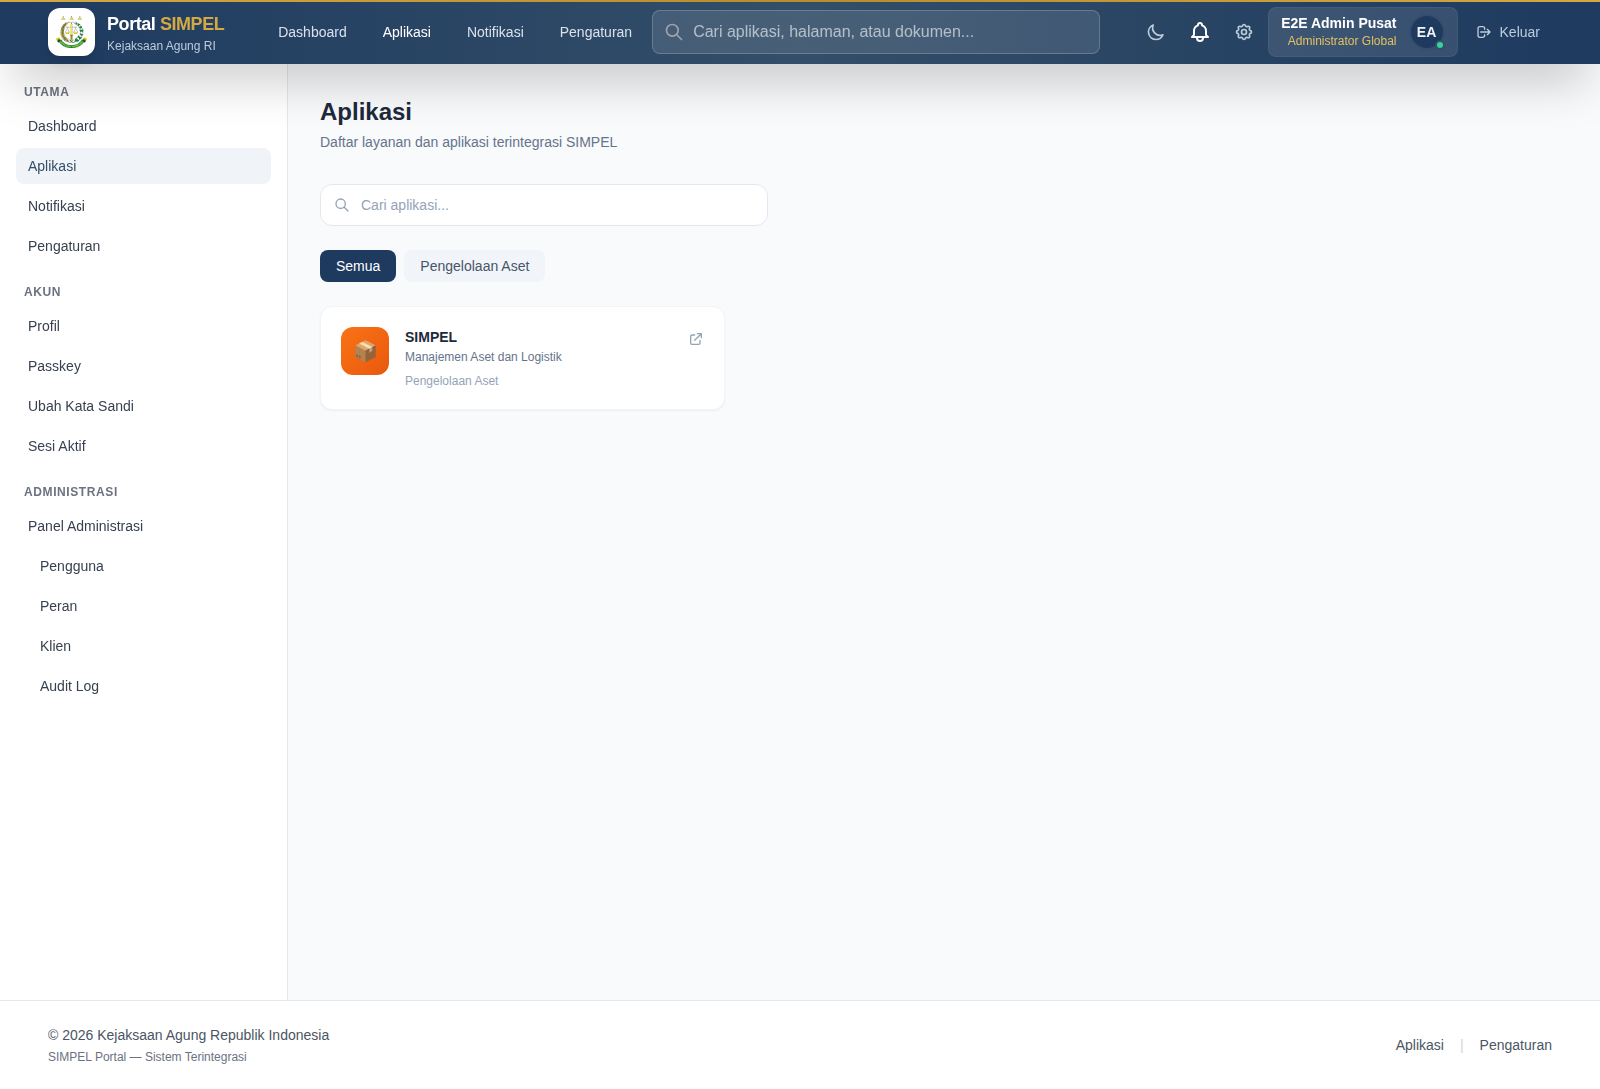 Portal SIMPEL
Kejaksaan Agung RI
Dashboard
Aplikasi
Notifikasi
Pengaturan
Cari aplikasi, halaman, atau dokumen...
E2E Admin Pusat
Administrator Global
EA
Keluar
UTAMA
Dashboard
Aplikasi
Notifikasi
Pengaturan
AKUN
Profil
Passkey
Ubah Kata Sandi
Sesi Aktif
ADMINISTRASI
Panel Administrasi
Pengguna
Peran
Klien
Audit Log
Aplikasi
Daftar layanan dan aplikasi terintegrasi SIMPEL
Cari aplikasi...
Semua
Pengelolaan Aset
SIMPEL
Manajemen Aset dan Logistik
Pengelolaan Aset
© 2026 Kejaksaan Agung Republik Indonesia
SIMPEL Portal — Sistem Terintegrasi
Aplikasi | Pengaturan